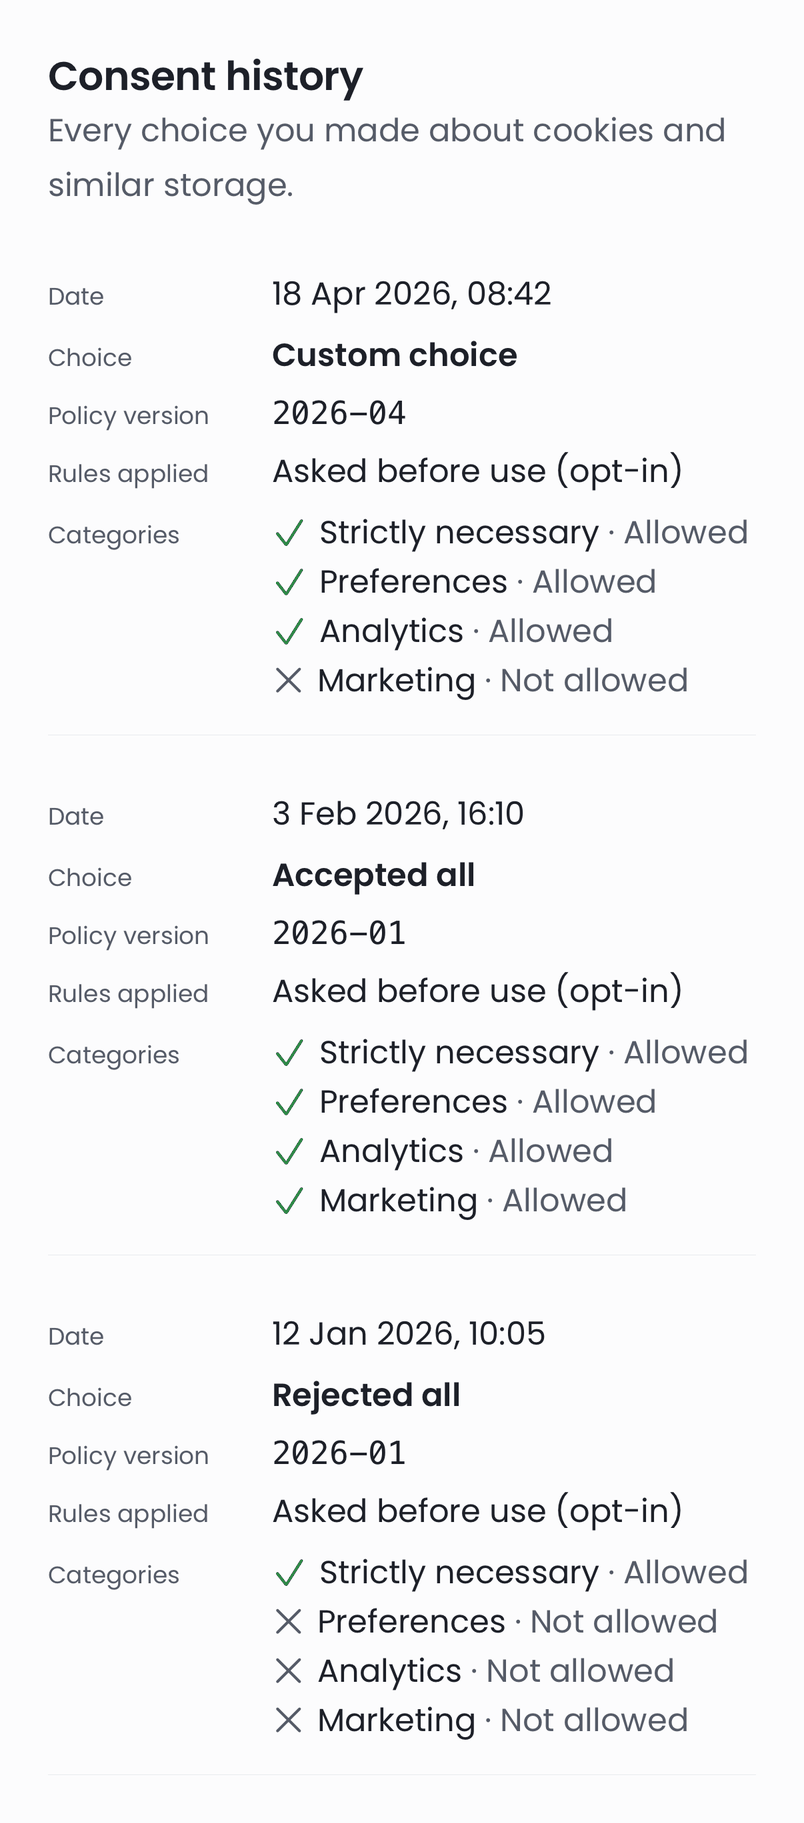 Consent history
Every choice you made about cookies and
similar storage.
Date 18 Apr 2026, 08:42
Choice Custom choice
Policy version 2026–04
Rules applied Asked before use (opt-in)
Categories ✓ Strictly necessary · Allowed
✓ Preferences · Allowed
✓ Analytics · Allowed
✕ Marketing · Not allowed
Date 3 Feb 2026, 16:10
Choice Accepted all
Policy version 2026–01
Rules applied Asked before use (opt-in)
Categories ✓ Strictly necessary · Allowed
✓ Preferences · Allowed
✓ Analytics · Allowed
✓ Marketing · Allowed
Date 12 Jan 2026, 10:05
Choice Rejected all
Policy version 2026–01
Rules applied Asked before use (opt-in)
Categories ✓ Strictly necessary · Allowed
✕ Preferences · Not allowed
✕ Analytics · Not allowed
✕ Marketing · Not allowed